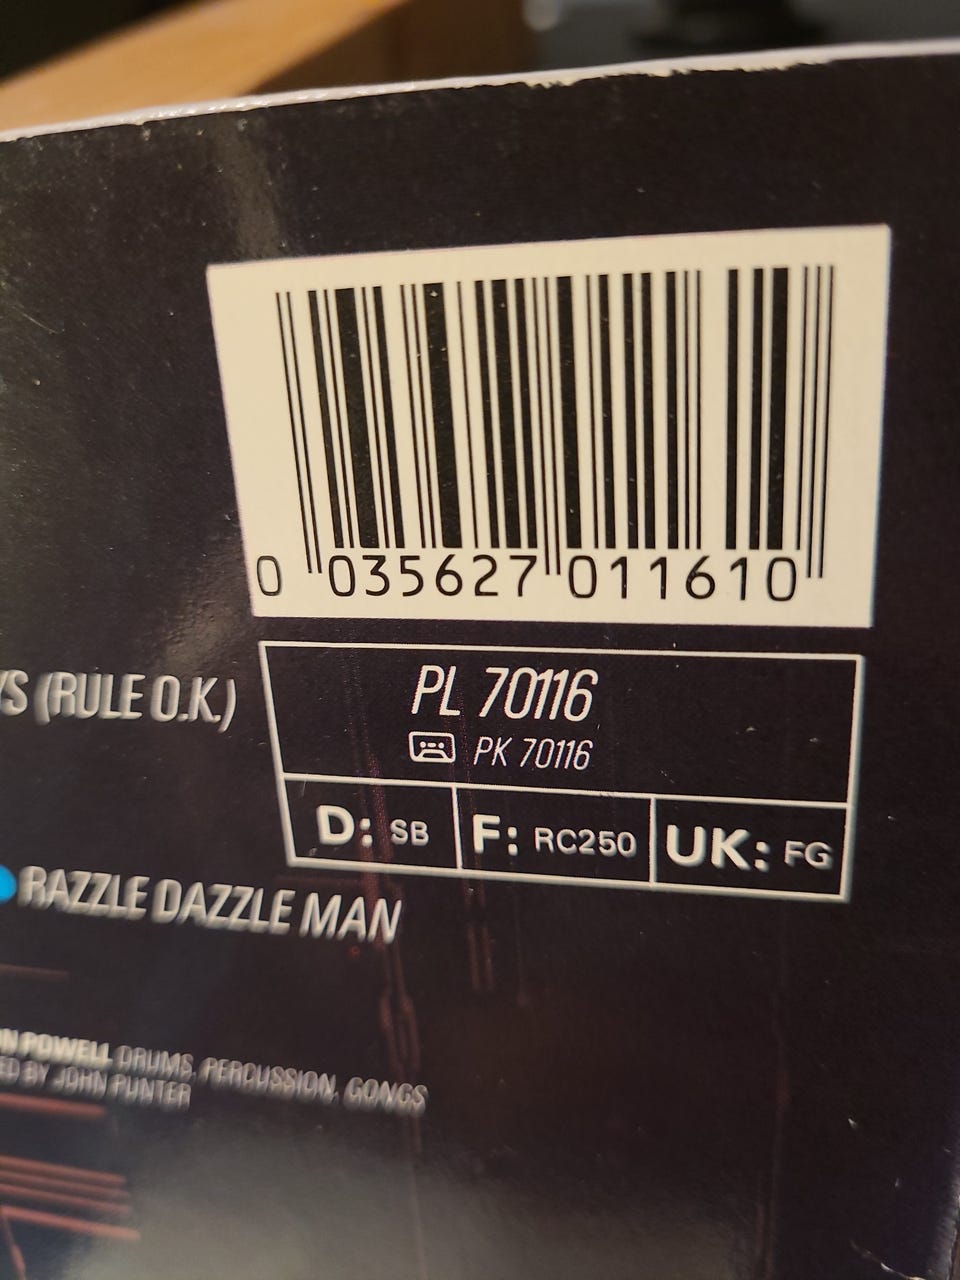 0 035627 011610
PL 70116
PK 70116
D: SB F: RC250 UK: FG
(RULE O.K.)
RAZZLE DAZZLE MAN
POWELL DRUMS, PERCUSSION, GONGS
BY JOHN PUNTER